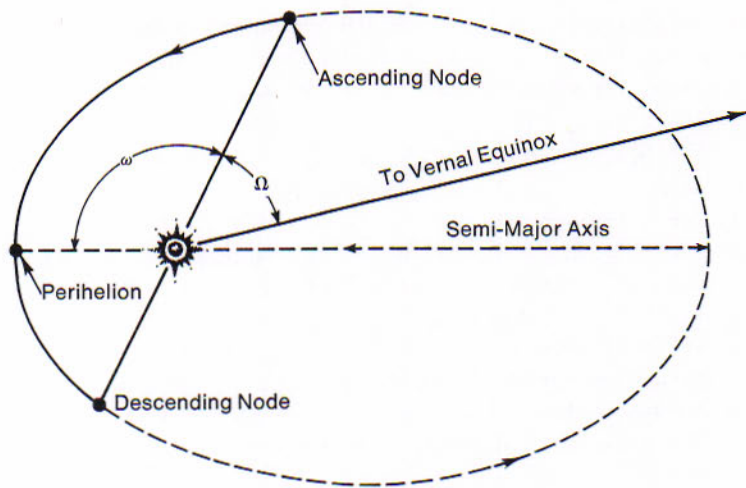 Ascending Node
To Vernal Equinox
ω
Ω
Semi-Major Axis
Perihelion
Descending Node